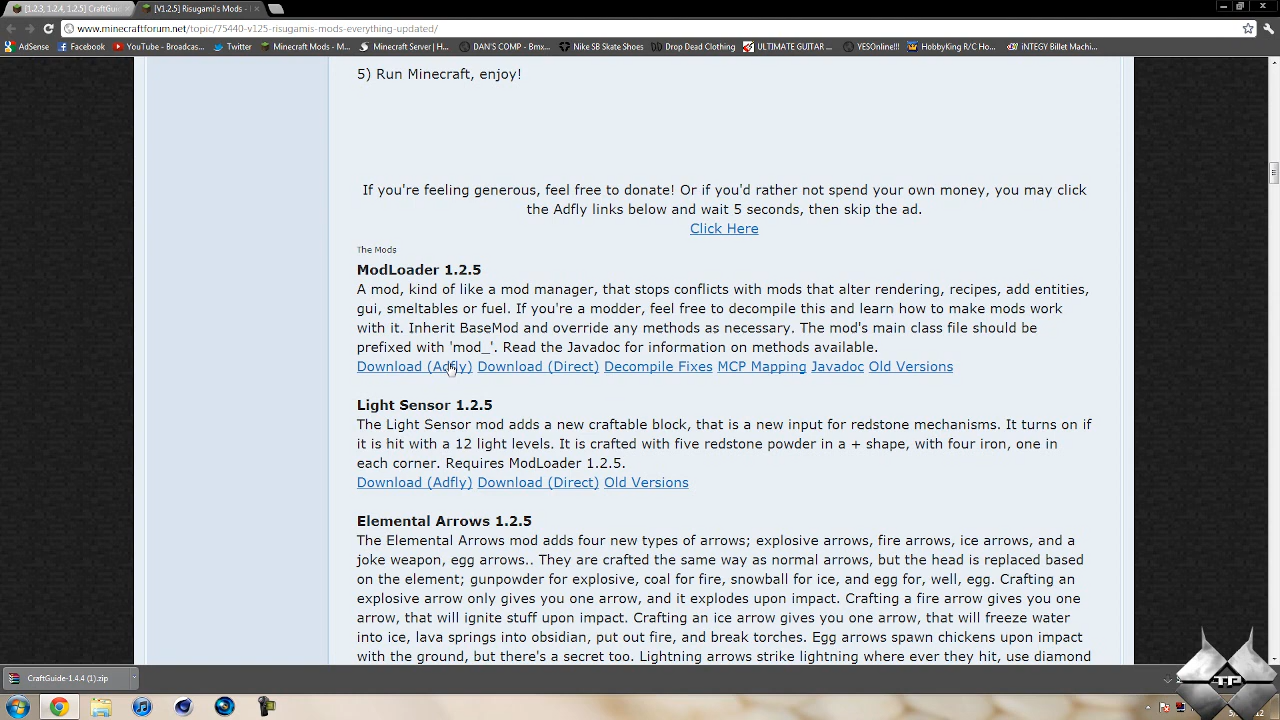 [1.2.3, 1.2.4, 1.2.5] CraftGui
[V1.2.5] Risugami's Mods -
www.minecraftforum.net/topic/75440-v125-risugamis-mods-everything-updated/
AdSense
Facebook
YouTube - Broadcas...
Twitter
Minecraft Mods - M...
Minecraft Server | H...
DAN'S COMP - Bmx...
Nike SB Skate Shoes
Drop Dead Clothing
ULTIMATE GUITAR ...
YESOnline!!!
HobbyKing R/C Ho...
iNTEGY Billet Machi...
5) Run Minecraft, enjoy!
If you're feeling generous, feel free to donate! Or if you'd rather not spend your own money, you may click
the Adfly links below and wait 5 seconds, then skip the ad.
Click Here
The Mods
ModLoader 1.2.5
A mod, kind of like a mod manager, that stops conflicts with mods that alter rendering, recipes, add entities,
gui, smeltables or fuel. If you're a modder, feel free to decompile this and learn how to make mods work
with it. Inherit BaseMod and override any methods as necessary. The mod's main class file should be
prefixed with 'mod_'. Read the Javadoc for information on methods available.
Download (Adfly) Download (Direct) Decompile Fixes MCP Mapping Javadoc Old Versions
Light Sensor 1.2.5
The Light Sensor mod adds a new craftable block, that is a new input for redstone mechanisms. It turns on if
it is hit with a 12 light levels. It is crafted with five redstone powder in a + shape, with four iron, one in
each corner. Requires ModLoader 1.2.5.
Download (Adfly) Download (Direct) Old Versions
Elemental Arrows 1.2.5
The Elemental Arrows mod adds four new types of arrows; explosive arrows, fire arrows, ice arrows, and a
joke weapon, egg arrows.. They are crafted the same way as normal arrows, but the head is replaced based
on the element; gunpowder for explosive, coal for fire, snowball for ice, and egg for, well, egg. Crafting an
explosive arrow only gives you one arrow, and it explodes upon impact. Crafting a fire arrow gives you one
arrow, that will ignite stuff upon impact. Crafting an ice arrow gives you one arrow, that will freeze water
into ice, lava springs into obsidian, put out fire, and break torches. Egg arrows spawn chickens upon impact
with the ground, but there's a secret too. Lightning arrows strike lightning where ever they hit, use diamond
CraftGuide-1.4.4 (1).zip